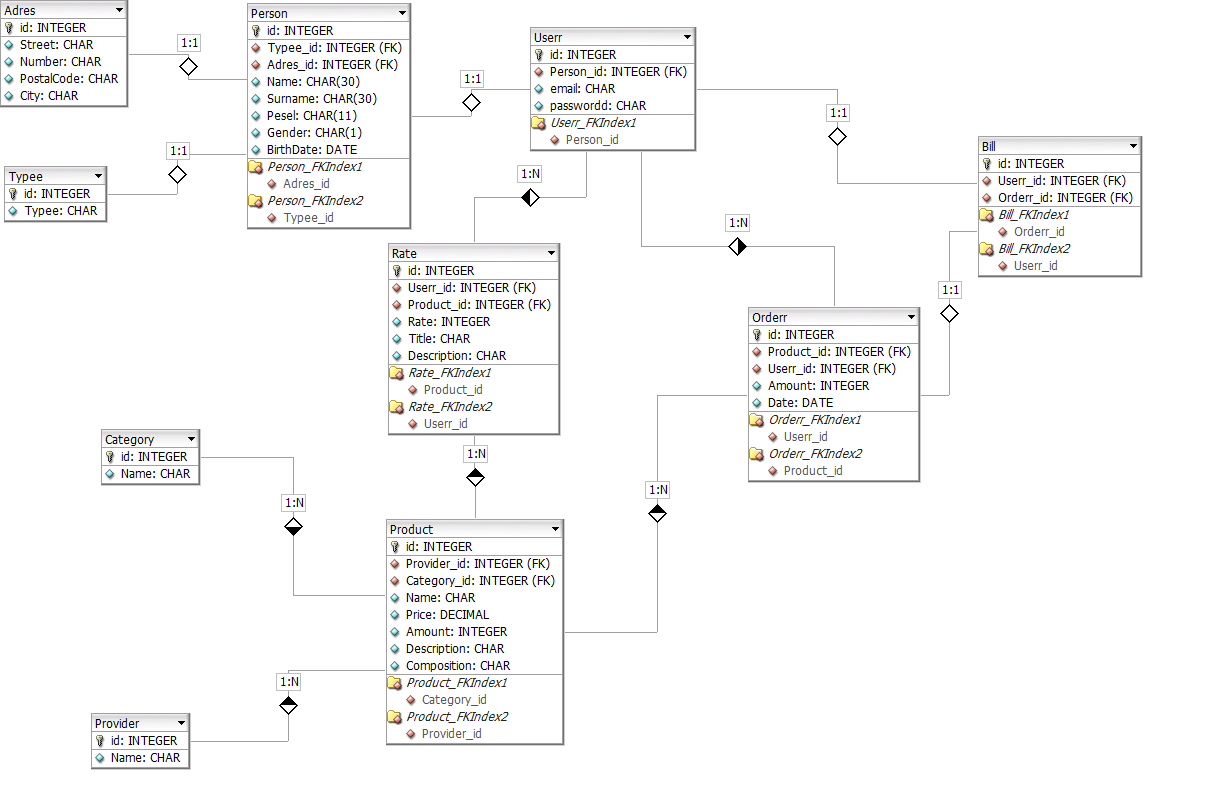 Adres
id: INTEGER
Street: CHAR
Number: CHAR
PostalCode: CHAR
City: CHAR
1:1
Person
id: INTEGER
Typee_id: INTEGER (FK)
Adres_id: INTEGER (FK)
Name: CHAR(30)
Surname: CHAR(30)
Pesel: CHAR(11)
Gender: CHAR(1)
BirthDate: DATE
Person_FKIndex1
Adres_id
Person_FKIndex2
Typee_id
1:1
Typee
id: INTEGER
Typee: CHAR
1:1
Userr
id: INTEGER
Person_id: INTEGER (FK)
email: CHAR
passwordd: CHAR
Userr_FKIndex1
Person_id
1:1
Bill
id: INTEGER
Userr_id: INTEGER (FK)
Orderr_id: INTEGER (FK)
Bill_FKIndex1
Orderr_id
Bill_FKIndex2
Userr_id
1:N
1:N
1:1
Rate
id: INTEGER
Userr_id: INTEGER (FK)
Product_id: INTEGER (FK)
Rate: INTEGER
Title: CHAR
Description: CHAR
Rate_FKIndex1
Product_id
Rate_FKIndex2
Userr_id
Orderr
id: INTEGER
Product_id: INTEGER (FK)
Userr_id: INTEGER (FK)
Amount: INTEGER
Date: DATE
Orderr_FKIndex1
Userr_id
Orderr_FKIndex2
Product_id
Category
id: INTEGER
Name: CHAR
1:N
1:N
1:N
Product
id: INTEGER
Provider_id: INTEGER (FK)
Category_id: INTEGER (FK)
Name: CHAR
Price: DECIMAL
Amount: INTEGER
Description: CHAR
Composition: CHAR
Product_FKIndex1
Category_id
Product_FKIndex2
Provider_id
1:N
Provider
id: INTEGER
Name: CHAR